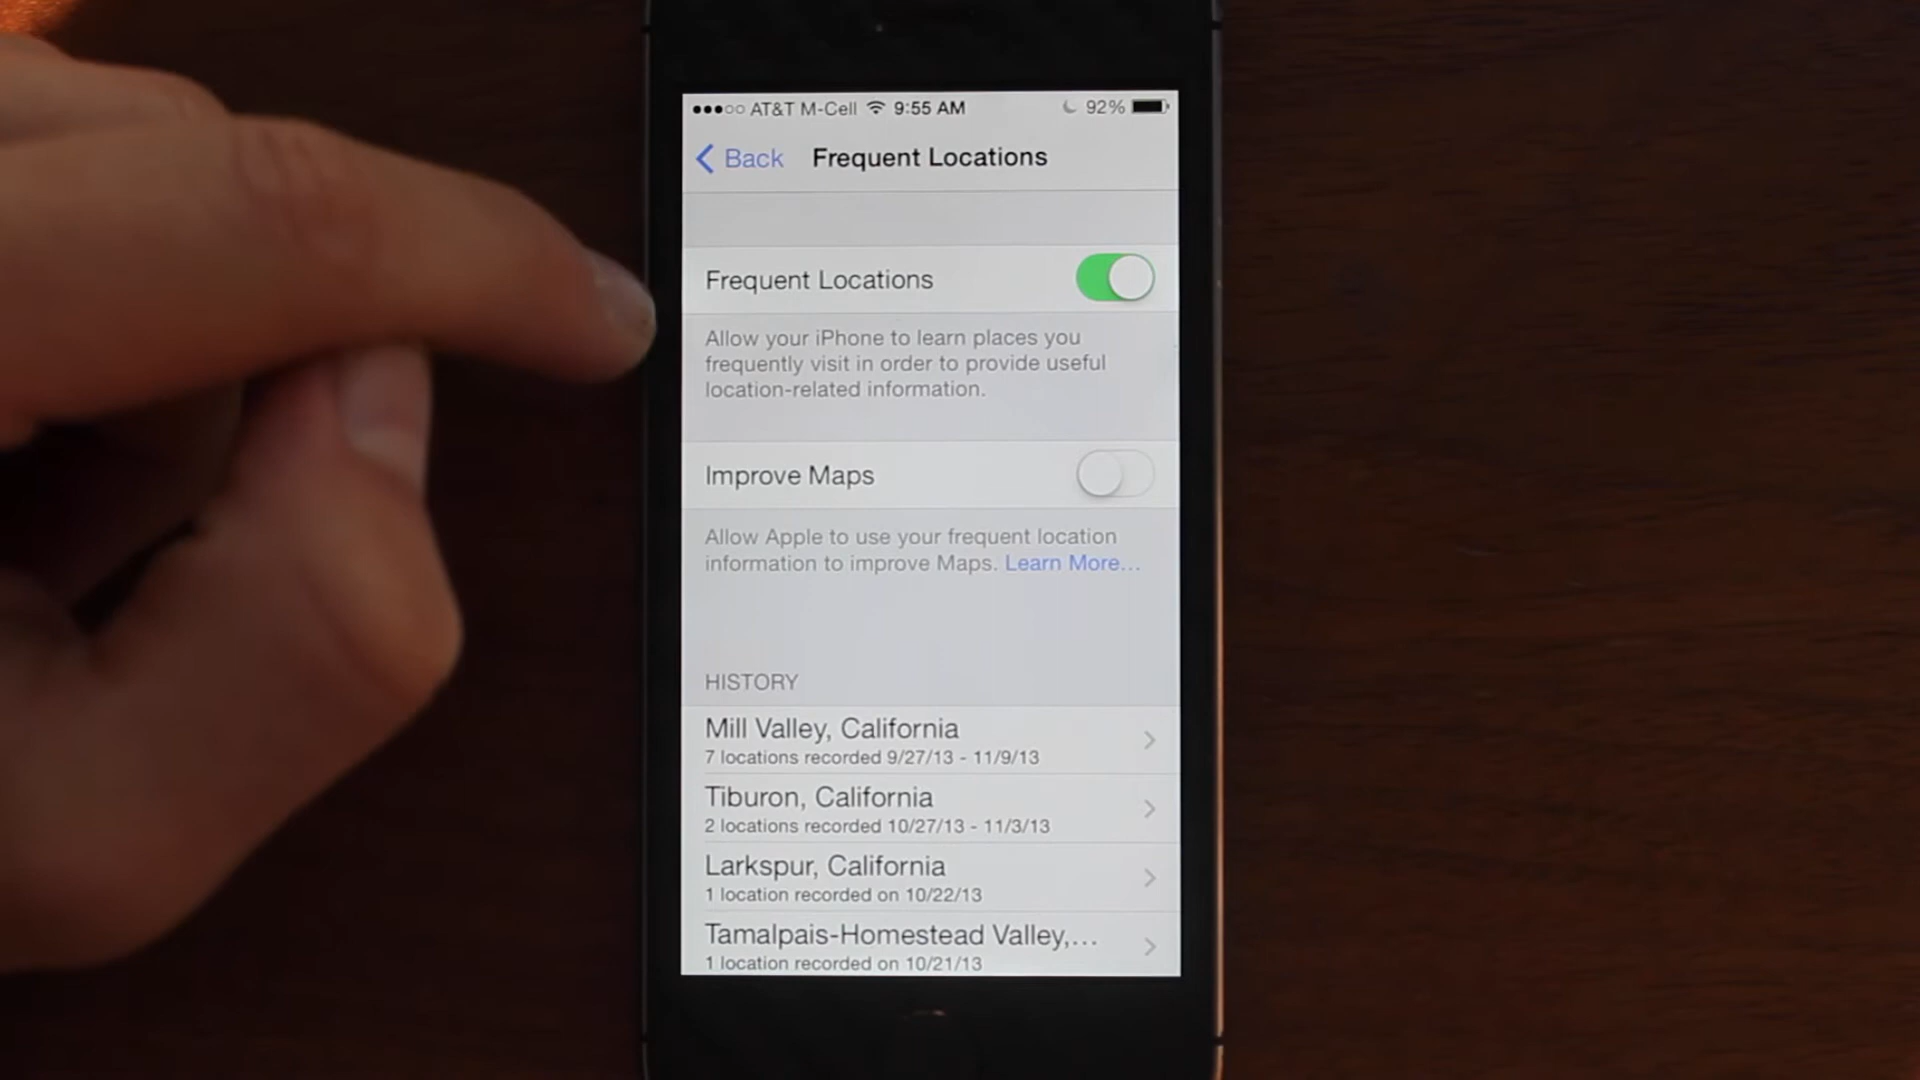 AT&T M-Cell 9:55 AM 92%
Back Frequent Locations
Frequent Locations
Allow your iPhone to learn places you
frequently visit in order to provide useful
location-related information.
Improve Maps
Allow Apple to use your frequent location
information to improve Maps. Learn More...
HISTORY
Mill Valley, California
7 locations recorded 9/27/13 - 11/9/13
Tiburon, California
2 locations recorded 10/27/13 - 11/3/13
Larkspur, California
1 location recorded on 10/22/13
Tamalpais-Homestead Valley,...
1 location recorded on 10/21/13